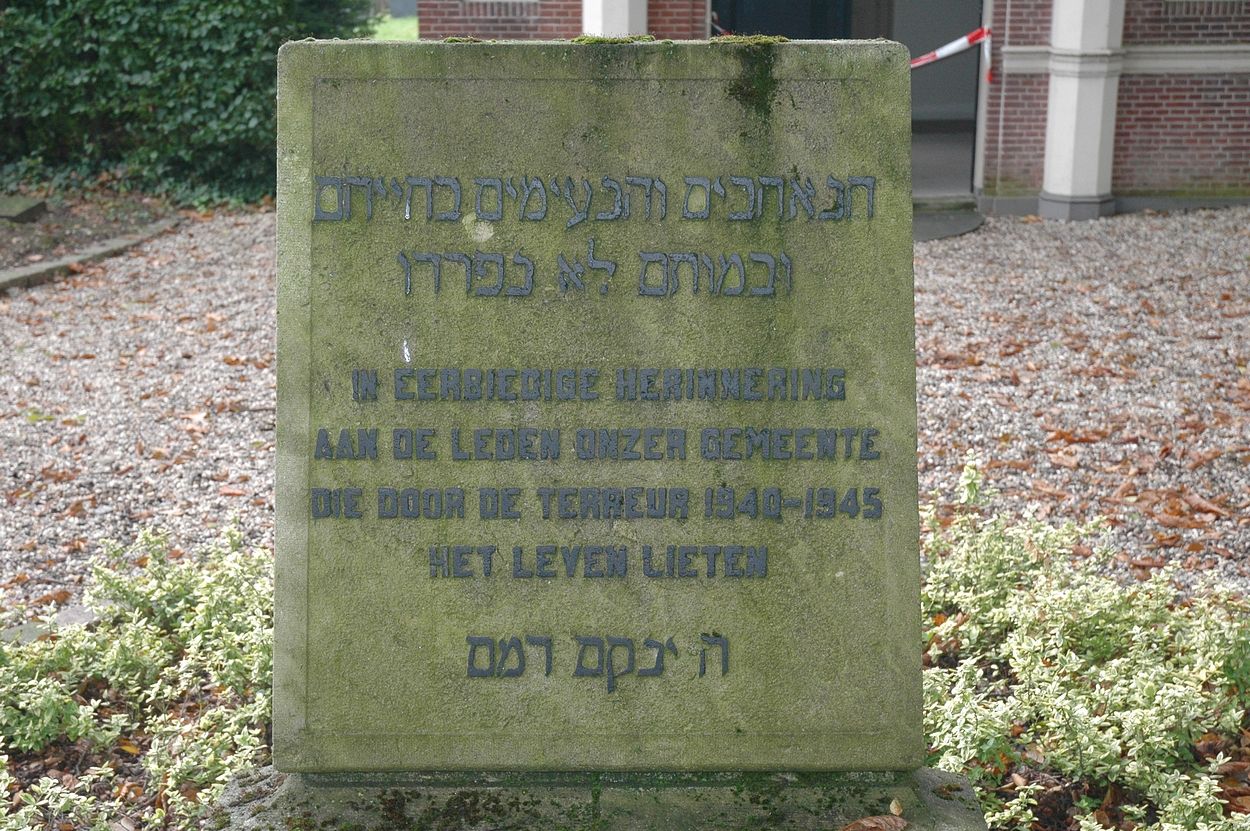 הנאהבים והנעימים בחייהם
ובמותם לא נפרדו
IN EERBIEDIGE HERINNERING
AAN DE LEDEN ONZER GEMEENTE
DIE DOOR DE TERREUR 1940-1945
HET LEVEN LIETEN
ה ינקם דמם